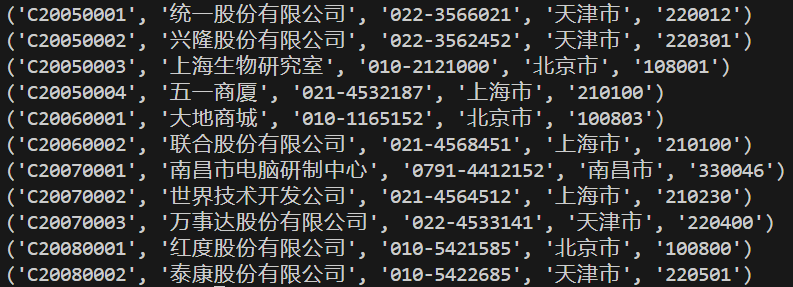 ('C20050001', '统一股份有限公司', '022-3566021', '天津市', '220012')
('C20050002', '兴隆股份有限公司', '022-3562452', '天津市', '220301')
('C20050003', '上海生物研究室', '010-2121000', '北京市', '108001')
('C20050004', '五一商厦', '021-4532187', '上海市', '210100')
('C20060001', '大地商城', '010-1165152', '北京市', '100803')
('C20060002', '联合股份有限公司', '021-4568451', '上海市', '210100')
('C20070001', '南昌市电脑研制中心', '0791-4412152', '南昌市', '330046')
('C20070002', '世界技术开发公司', '021-4564512', '上海市', '210230')
('C20070003', '万事达股份有限公司', '022-4533141', '天津市', '220400')
('C20080001', '红度股份有限公司', '010-5421585', '北京市', '100800')
('C20080002', '泰康股份有限公司', '010-5422685', '天津市', '220501')